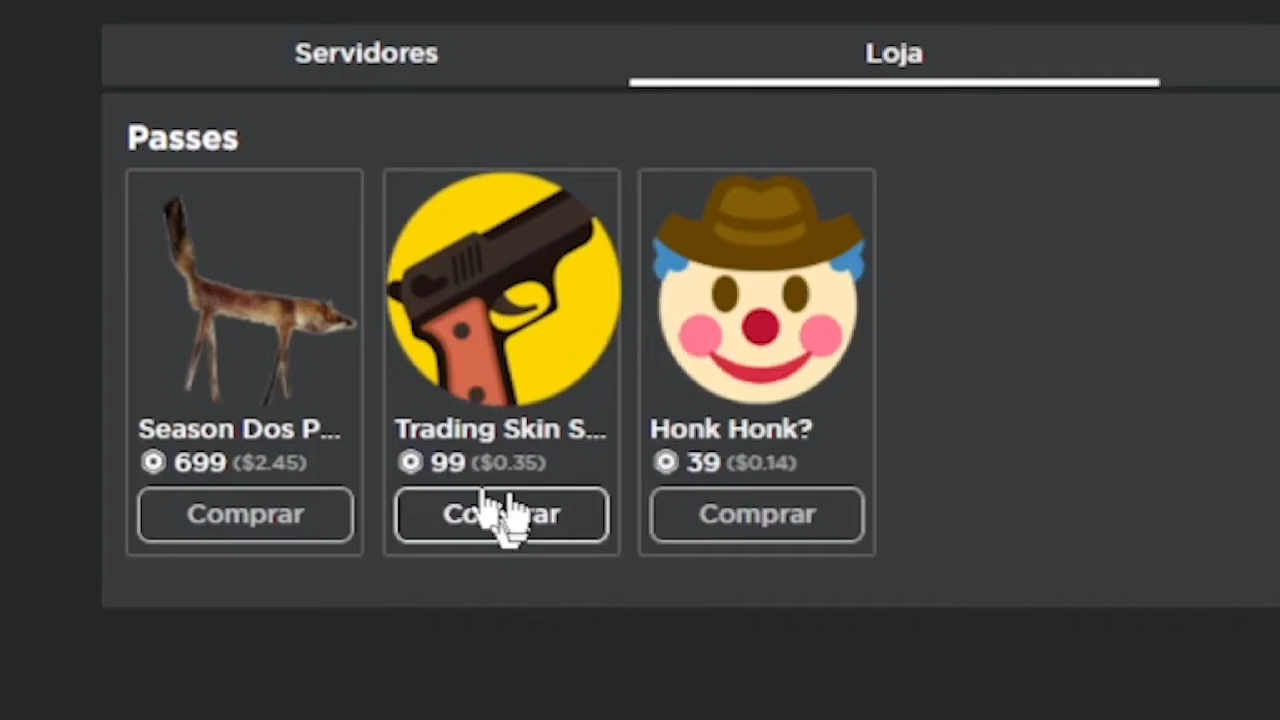 Servidores
Loja
Passes
Season Dos P...
699 ($2.45)
Comprar
Trading Skin S...
99 ($0.35)
Comprar
Honk Honk?
39 ($0.14)
Comprar